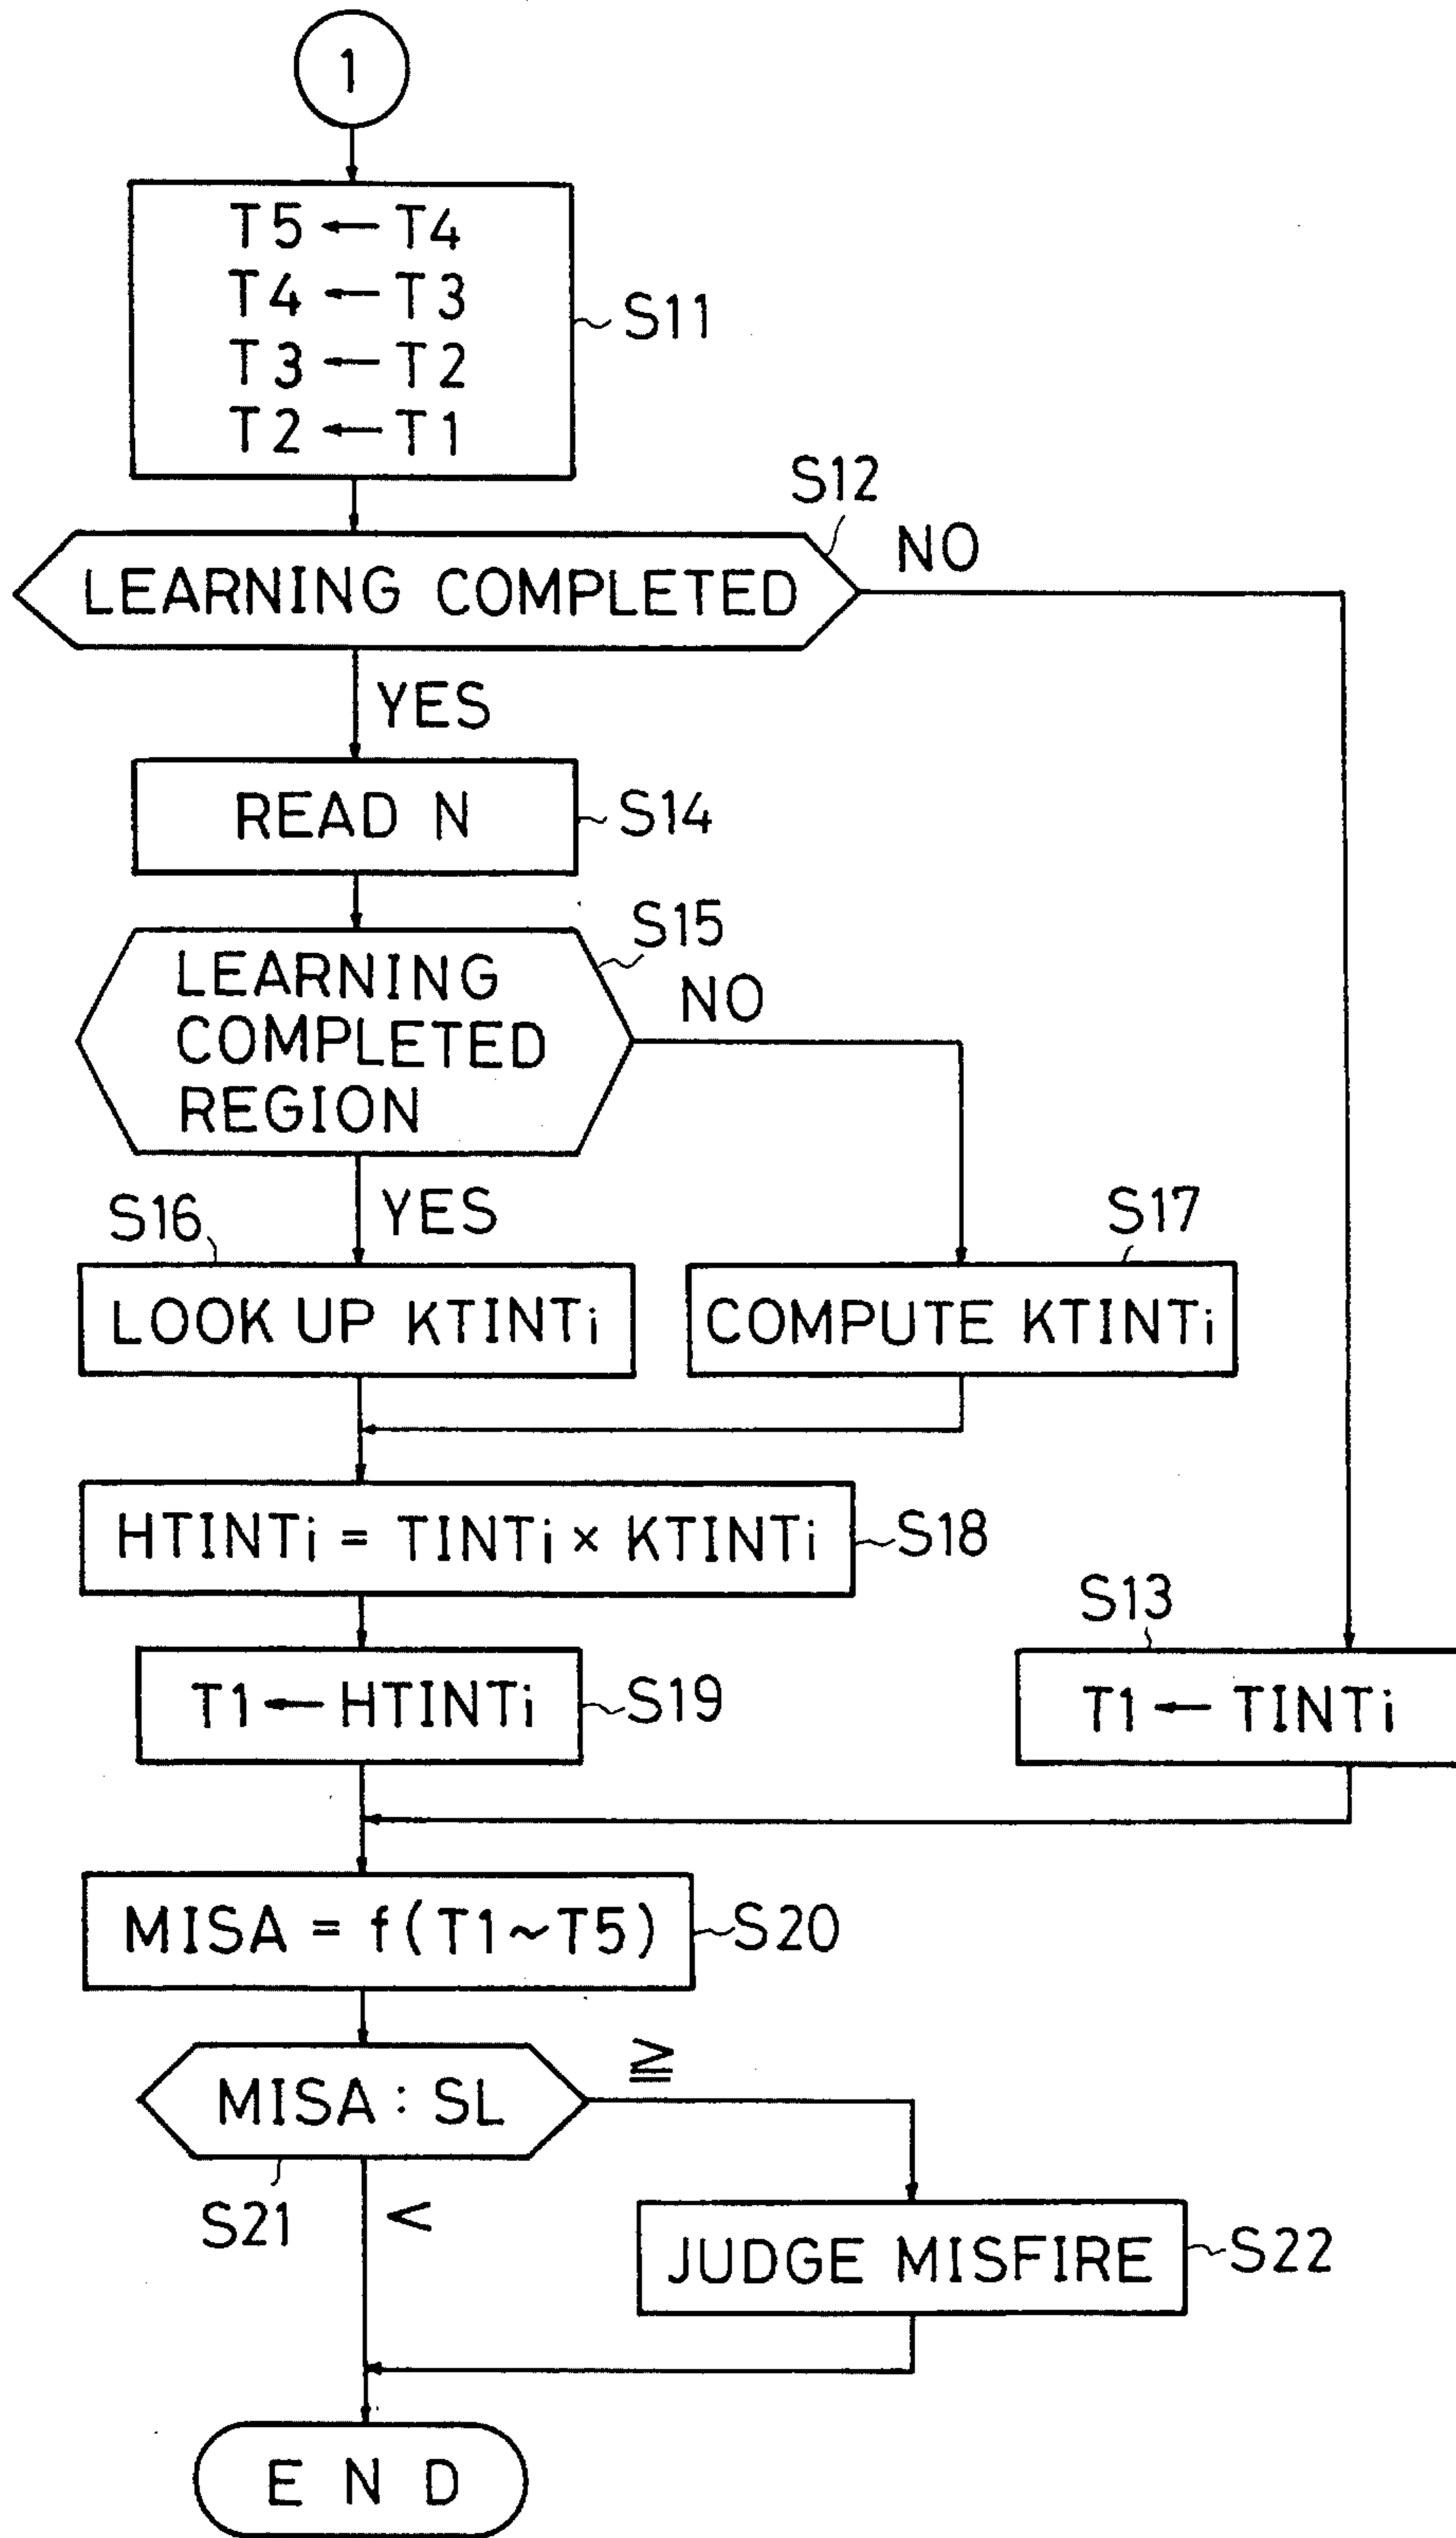 1
T5 ← T4
T4 ← T3
T3 ← T2
T2 ← T1
S11
S12
LEARNING COMPLETED
NO
YES
READ N
S14
S15
LEARNING
COMPLETED
REGION
NO
YES
S16
S17
LOOK UP KTINTi
COMPUTE KTINTi
HTINTi = TINTi × KTINTi
S18
S13
T1 ← HTINTi
S19
T1 ← TINTi
MISA = f(T1~T5)
S20
MISA : SL
≧
S21
<
JUDGE MISFIRE
S22
END